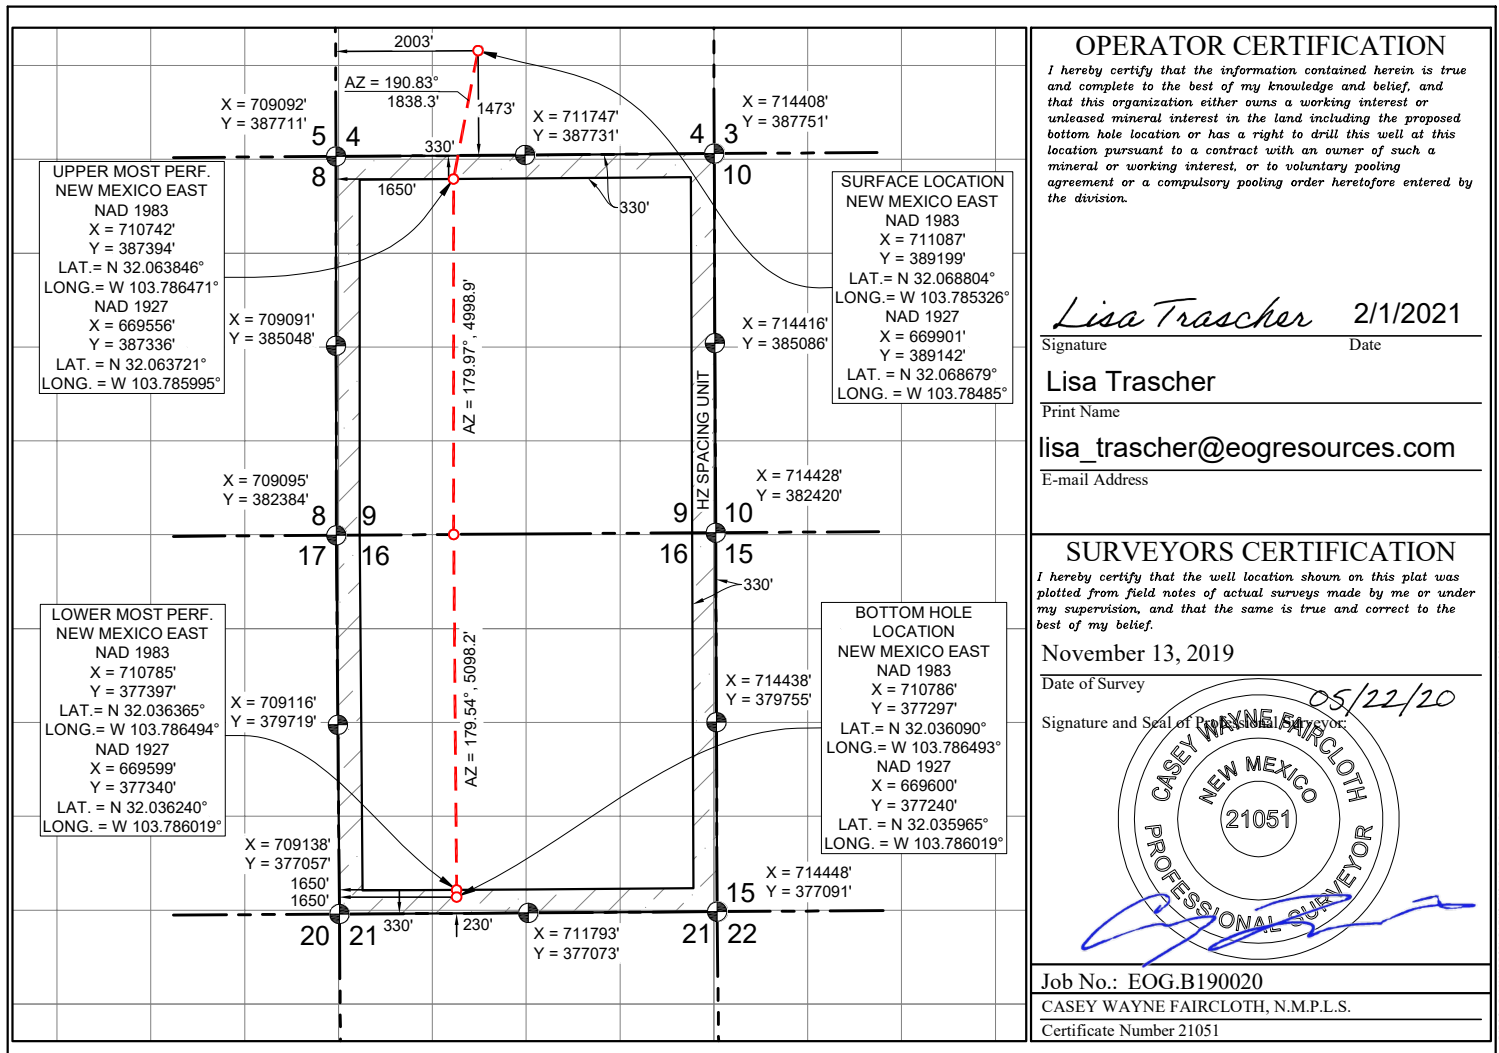 2003'
AZ = 190.83°
1838.3'
1473'
X = 709092'
Y = 387711'
X = 711747'
Y = 387731'
X = 714408'
Y = 387751'
5 4
4 3
330'
8
10
1650'
330'
UPPER MOST PERF.
NEW MEXICO EAST
NAD 1983
X = 710742'
Y = 387394'
LAT.= N 32.063846°
LONG.= W 103.786471°
NAD 1927
X = 669556'
Y = 387336'
LAT. = N 32.063721°
LONG. = W 103.785995°
SURFACE LOCATION
NEW MEXICO EAST
NAD 1983
X = 711087'
Y = 389199'
LAT.= N 32.068804°
LONG.= W 103.785326°
NAD 1927
X = 669901'
Y = 389142'
LAT. = N 32.068679°
LONG. = W 103.78485°
X = 709091'
Y = 385048'
X = 714416'
Y = 385086'
AZ = 179.97°, 4998.9'
HZ SPACING UNIT
X = 709095'
Y = 382384'
X = 714428'
Y = 382420'
8 9
9 10
17 16
16 15
330'
LOWER MOST PERF.
NEW MEXICO EAST
NAD 1983
X = 710785'
Y = 377397'
LAT.= N 32.036365°
LONG.= W 103.786494°
NAD 1927
X = 669599'
Y = 377340'
LAT. = N 32.036240°
LONG. = W 103.786019°
BOTTOM HOLE
LOCATION
NEW MEXICO EAST
NAD 1983
X = 710786'
Y = 377297'
LAT.= N 32.036090°
LONG.= W 103.786493°
NAD 1927
X = 669600'
Y = 377240'
LAT. = N 32.035965°
LONG. = W 103.786019°
AZ = 179.54°, 5098.2'
X = 709116'
Y = 379719'
X = 714438'
Y = 379755'
X = 709138'
Y = 377057'
1650'
1650'
X = 714448'
Y = 377091'
15
330'
230'
20 21
21 22
X = 711793'
Y = 377073'
OPERATOR CERTIFICATION
I hereby certify that the information contained herein is true
and complete to the best of my knowledge and belief, and
that this organization either owns a working interest or
unleased mineral interest in the land including the proposed
bottom hole location or has a right to drill this well at this
location pursuant to a contract with an owner of such a
mineral or working interest, or to voluntary pooling
agreement or a compulsory pooling order heretofore entered by
the division.
Lisa Trascher 2/1/2021
Signature Date
Lisa Trascher
Print Name
lisa_trascher@eogresources.com
E-mail Address
SURVEYORS CERTIFICATION
I hereby certify that the well location shown on this plat was
plotted from field notes of actual surveys made by me or under
my supervision, and that the same is true and correct to the
best of my belief.
November 13, 2019
Date of Survey
05/22/20
Signature and Seal of Professional Surveyor:
CASEY WAYNE FAIRCLOTH
NEW MEXICO
21051
PROFESSIONAL SURVEYOR
Job No.: EOG.B190020
CASEY WAYNE FAIRCLOTH, N.M.P.L.S.
Certificate Number 21051